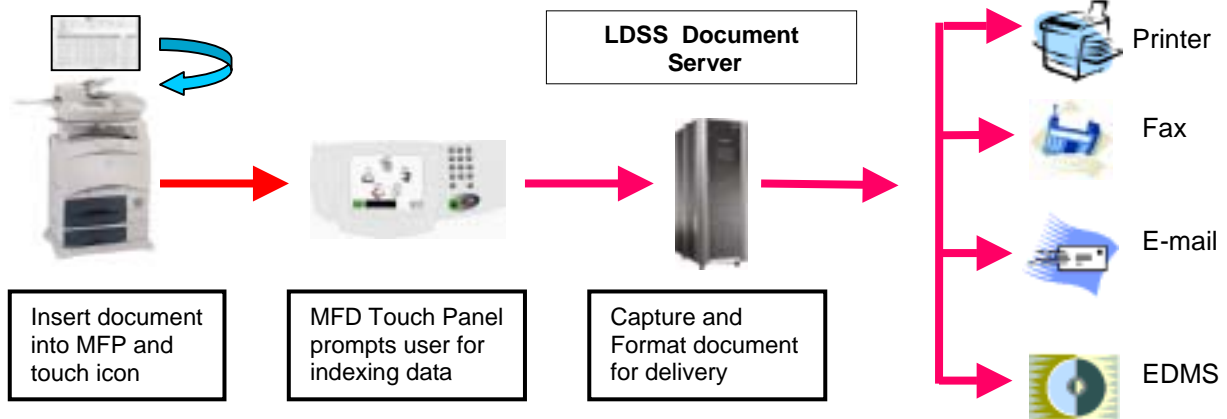 LDSS Document
Server
Printer
Fax
E-mail
EDMS
Insert document
into MFP and
touch icon
MFD Touch Panel
prompts user for
indexing data
Capture and
Format document
for delivery